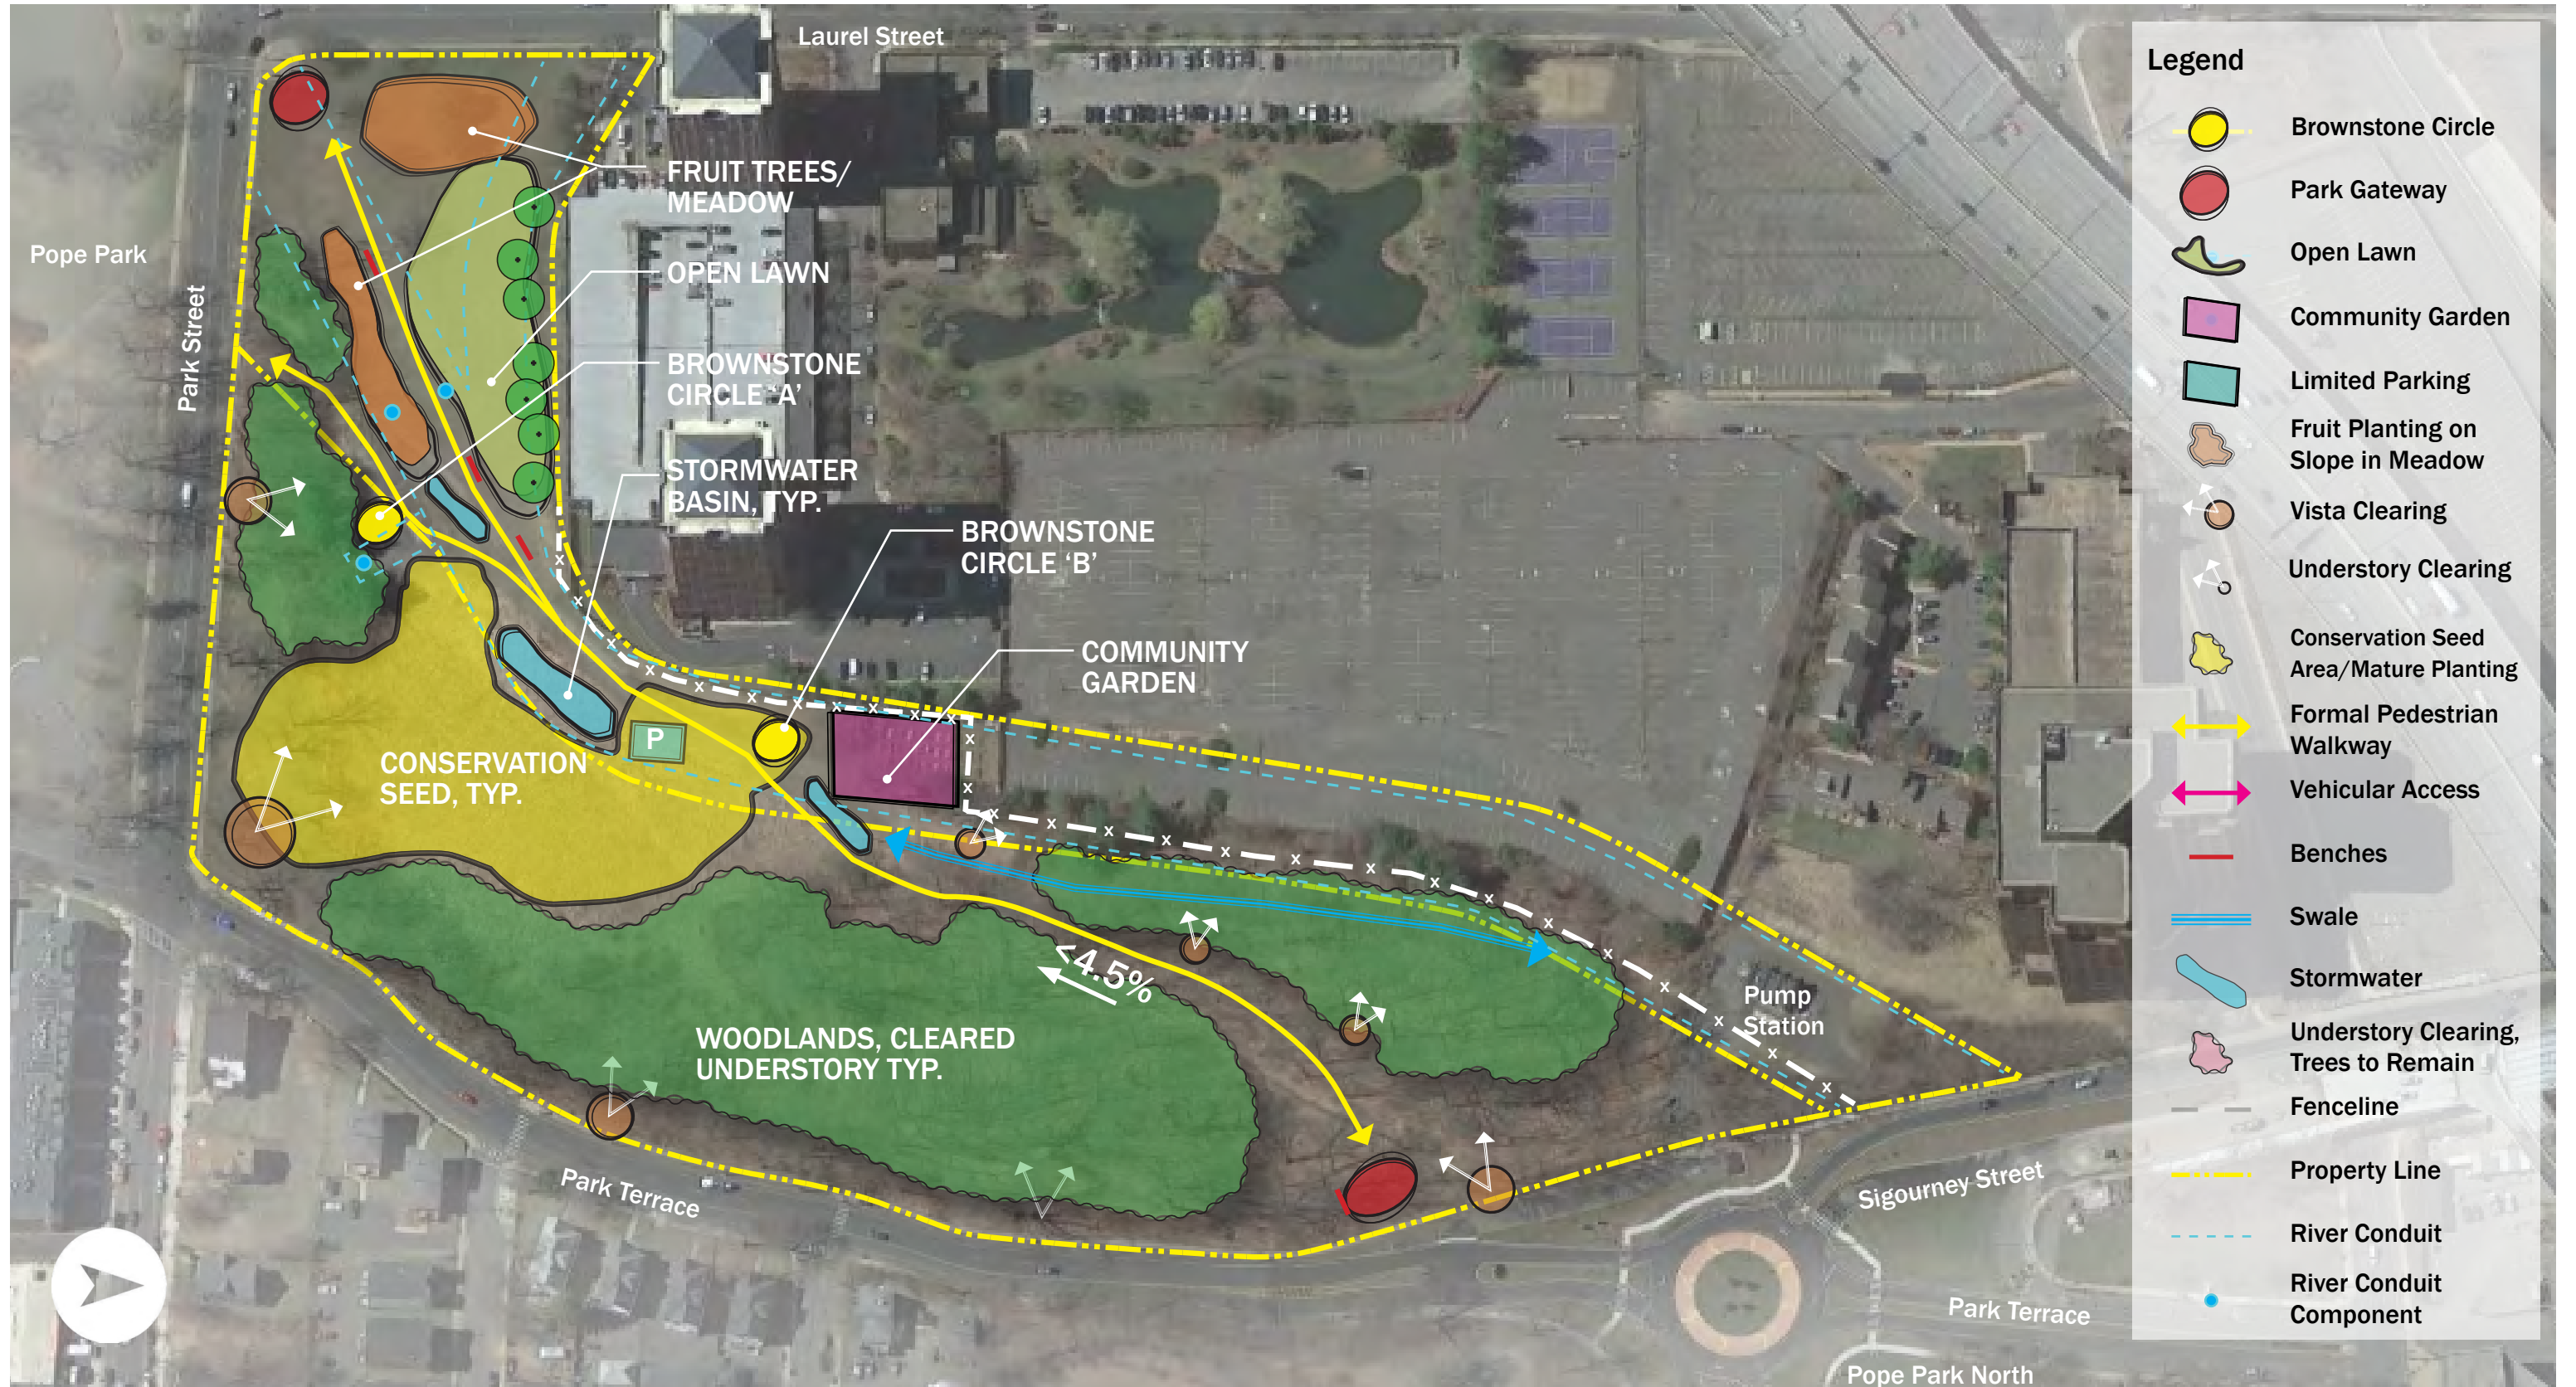 Laurel Street
Pope Park
Park Street
FRUIT TREES/
MEADOW
OPEN LAWN
BROWNSTONE
CIRCLE ‘A’
STORMWATER
BASIN, TYP.
BROWNSTONE
CIRCLE ‘B’
COMMUNITY
GARDEN
P
CONSERVATION
SEED, TYP.
<4.5%
WOODLANDS, CLEARED
UNDERSTORY TYP.
Pump
Station
Park Terrace
Sigourney Street
Park Terrace
Pope Park North
Legend
Brownstone Circle
Park Gateway
Open Lawn
Community Garden
Limited Parking
Fruit Planting on
Slope in Meadow
Vista Clearing
Understory Clearing
Conservation Seed
Area/Mature Planting
Formal Pedestrian
Walkway
Vehicular Access
Benches
Swale
Stormwater
Understory Clearing,
Trees to Remain
Fenceline
Property Line
River Conduit
River Conduit
Component